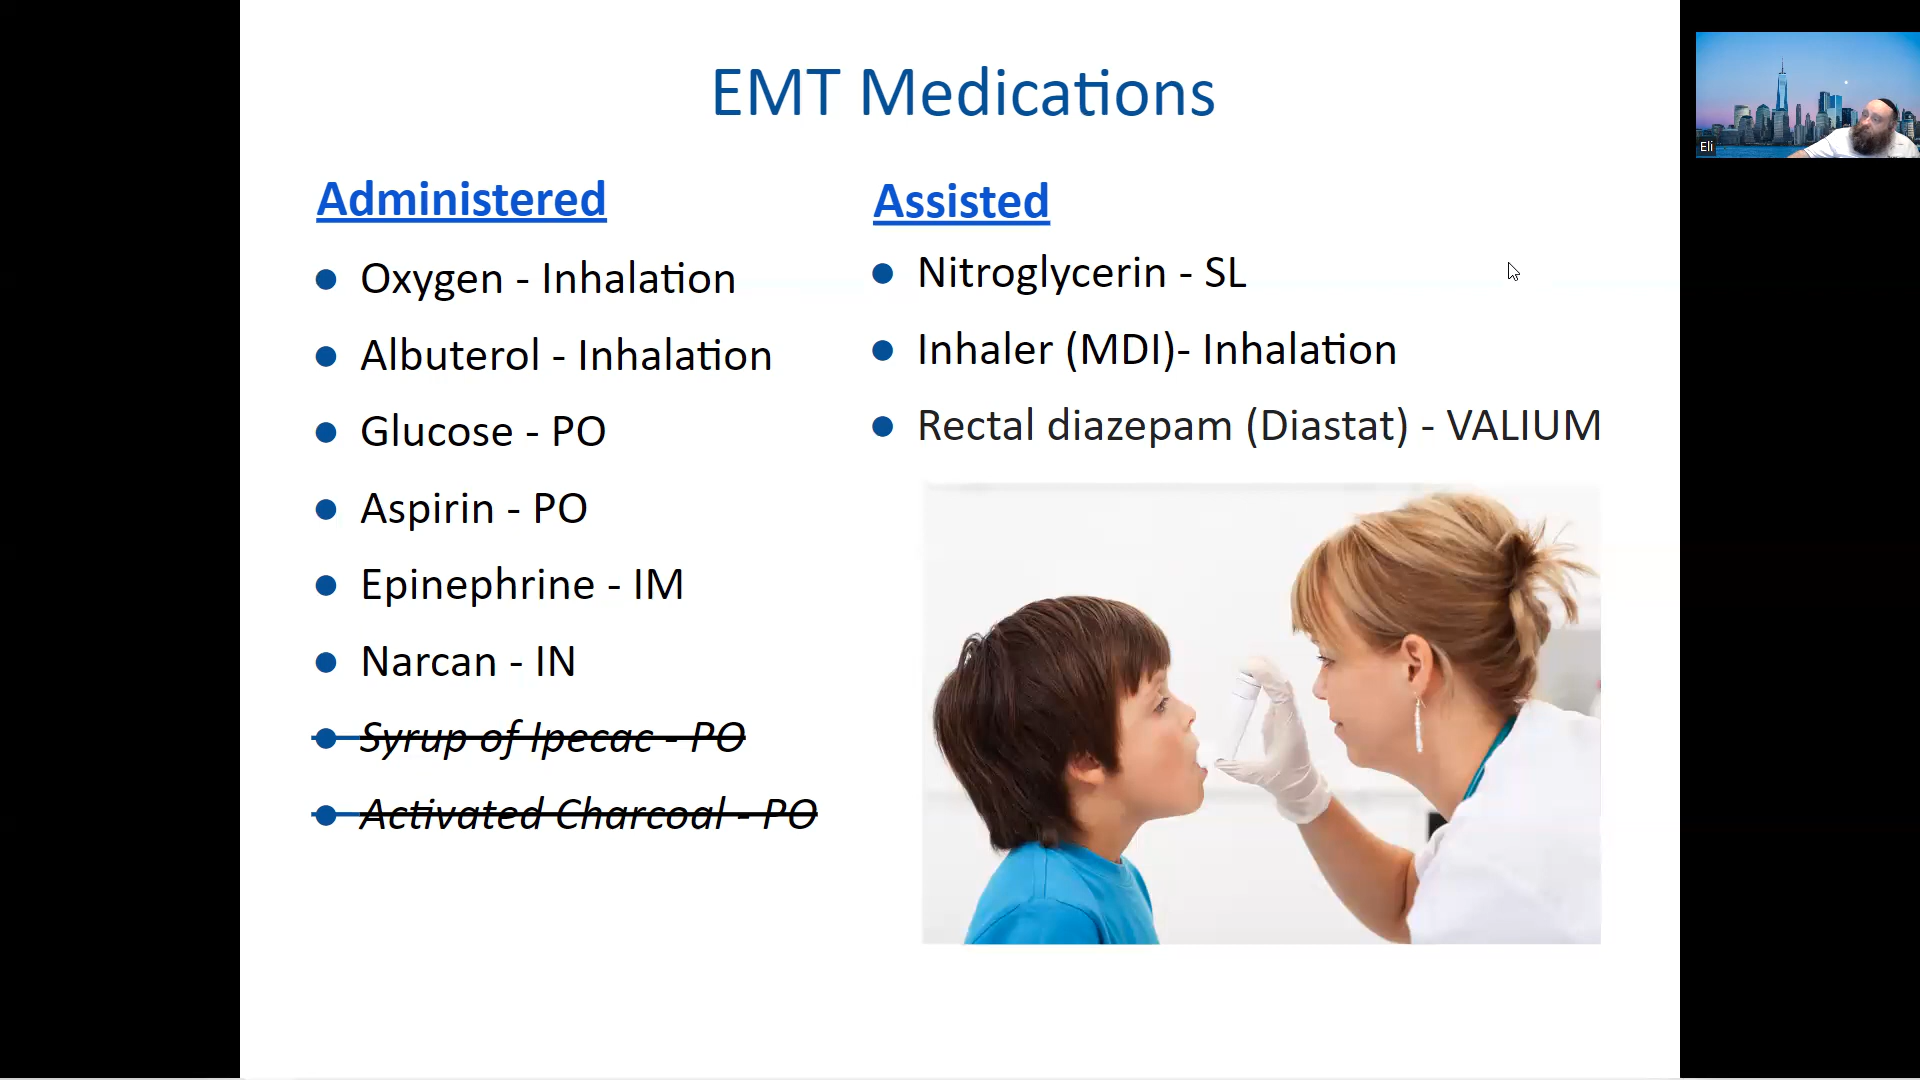 EMT Medications
Administered
Oxygen - Inhalation
Albuterol - Inhalation
Glucose - PO
Aspirin - PO
Epinephrine - IM
Narcan - IN
Syrup of Ipecac - PO
Activated Charcoal - PO
Assisted
Nitroglycerin - SL
Inhaler (MDI)- Inhalation
Rectal diazepam (Diastat) - VALIUM
Eli